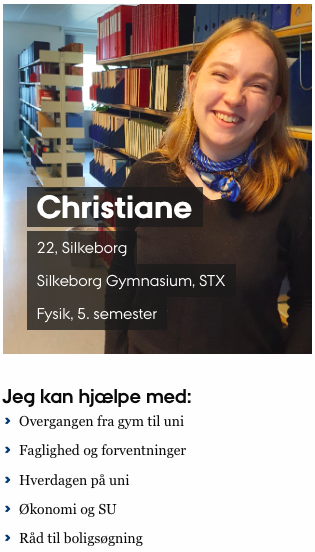 Christiane
22, Silkeborg
Silkeborg Gymnasium, STX
Fysik, 5. semester
Jeg kan hjælpe med:
Overgangen fra gym til uni
Faglighed og forventninger
Hverdagen på uni
Økonomi og SU
Råd til boligsøgning